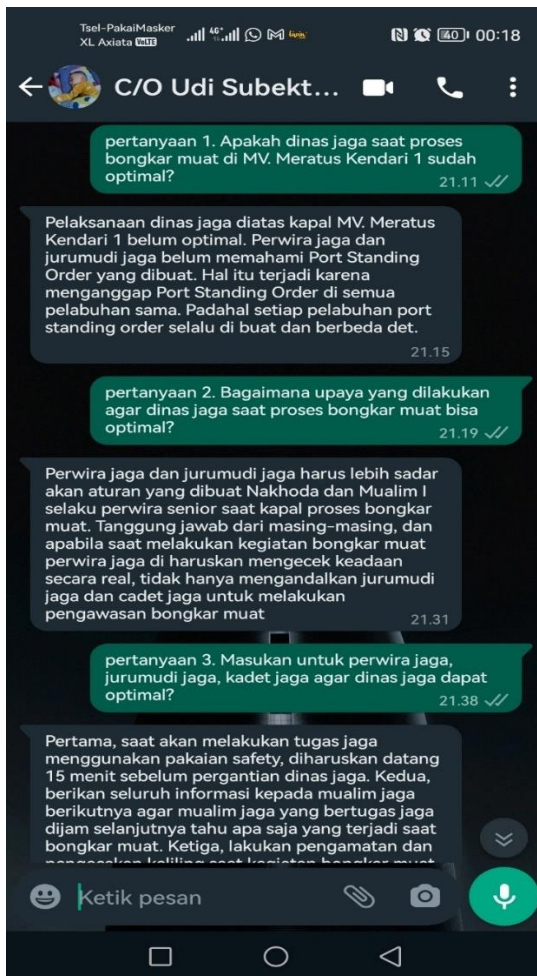 Tsel-PakaiMasker
XL Axiata VoLTE
4G+
40
00:18
C/O Udi Subekt...
pertanyaan 1. Apakah dinas jaga saat proses
bongkar muat di MV. Meratus Kendari 1 sudah
optimal?
21.11
Pelaksanaan dinas jaga diatas kapal MV. Meratus
Kendari 1 belum optimal. Perwira jaga dan
jurumudi jaga belum memahami Port Standing
Order yang dibuat. Hal itu terjadi karena
menganggap Port Standing Order di semua
pelabuhan sama. Padahal setiap pelabuhan port
standing order selalu di buat dan berbeda det.
21.15
pertanyaan 2. Bagaimana upaya yang dilakukan
agar dinas jaga saat proses bongkar muat bisa
optimal?
21.19
Perwira jaga dan jurumudi jaga harus lebih sadar
akan aturan yang dibuat Nakhoda dan Mualim I
selaku perwira senior saat kapal proses bongkar
muat. Tanggung jawab dari masing-masing, dan
apabila saat melakukan kegiatan bongkar muat
perwira jaga di haruskan mengecek keadaan
secara real, tidak hanya mengandalkan jurumudi
jaga dan cadet jaga untuk melakukan
pengawasan bongkar muat
21.31
pertanyaan 3. Masukan untuk perwira jaga,
jurumudi jaga, kadet jaga agar dinas jaga dapat
optimal?
21.38
Pertama, saat akan melakukan tugas jaga
menggunakan pakaian safety, diharuskan datang
15 menit sebelum pergantian dinas jaga. Kedua,
berikan seluruh informasi kepada mualim jaga
berikutnya agar mualim jaga yang bertugas jaga
dijam selanjutnya tahu apa saja yang terjadi saat
bongkar muat. Ketiga, lakukan pengamatan dan
pengecekan keliling saat kegiatan bongkar muat
Ketik pesan